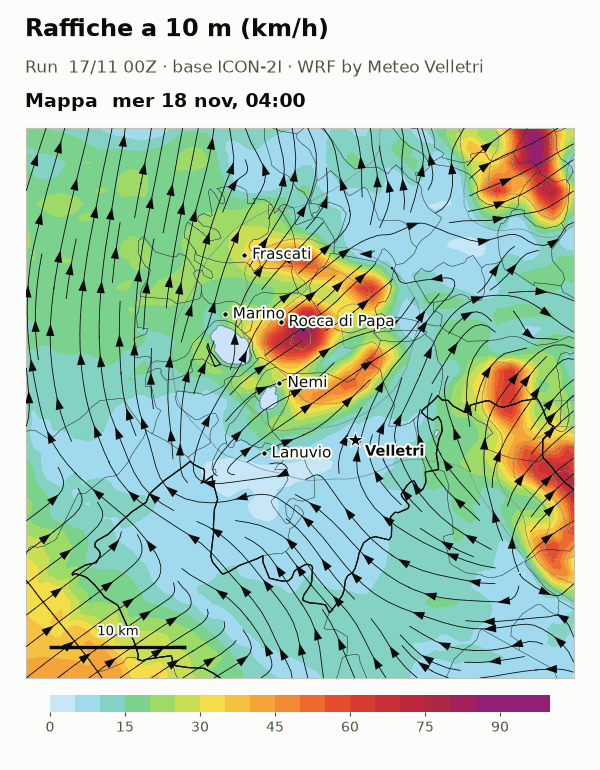 Raffiche a 10 m (km/h)
Run  17/11 00Z · base ICON-2I · WRF by Meteo Velletri
Mappa  mer 18 nov, 04:00
Frascati
Marino
Rocca di Papa
Nemi
Lanuvio
Velletri
10 km
0 15 30 45 60 75 90